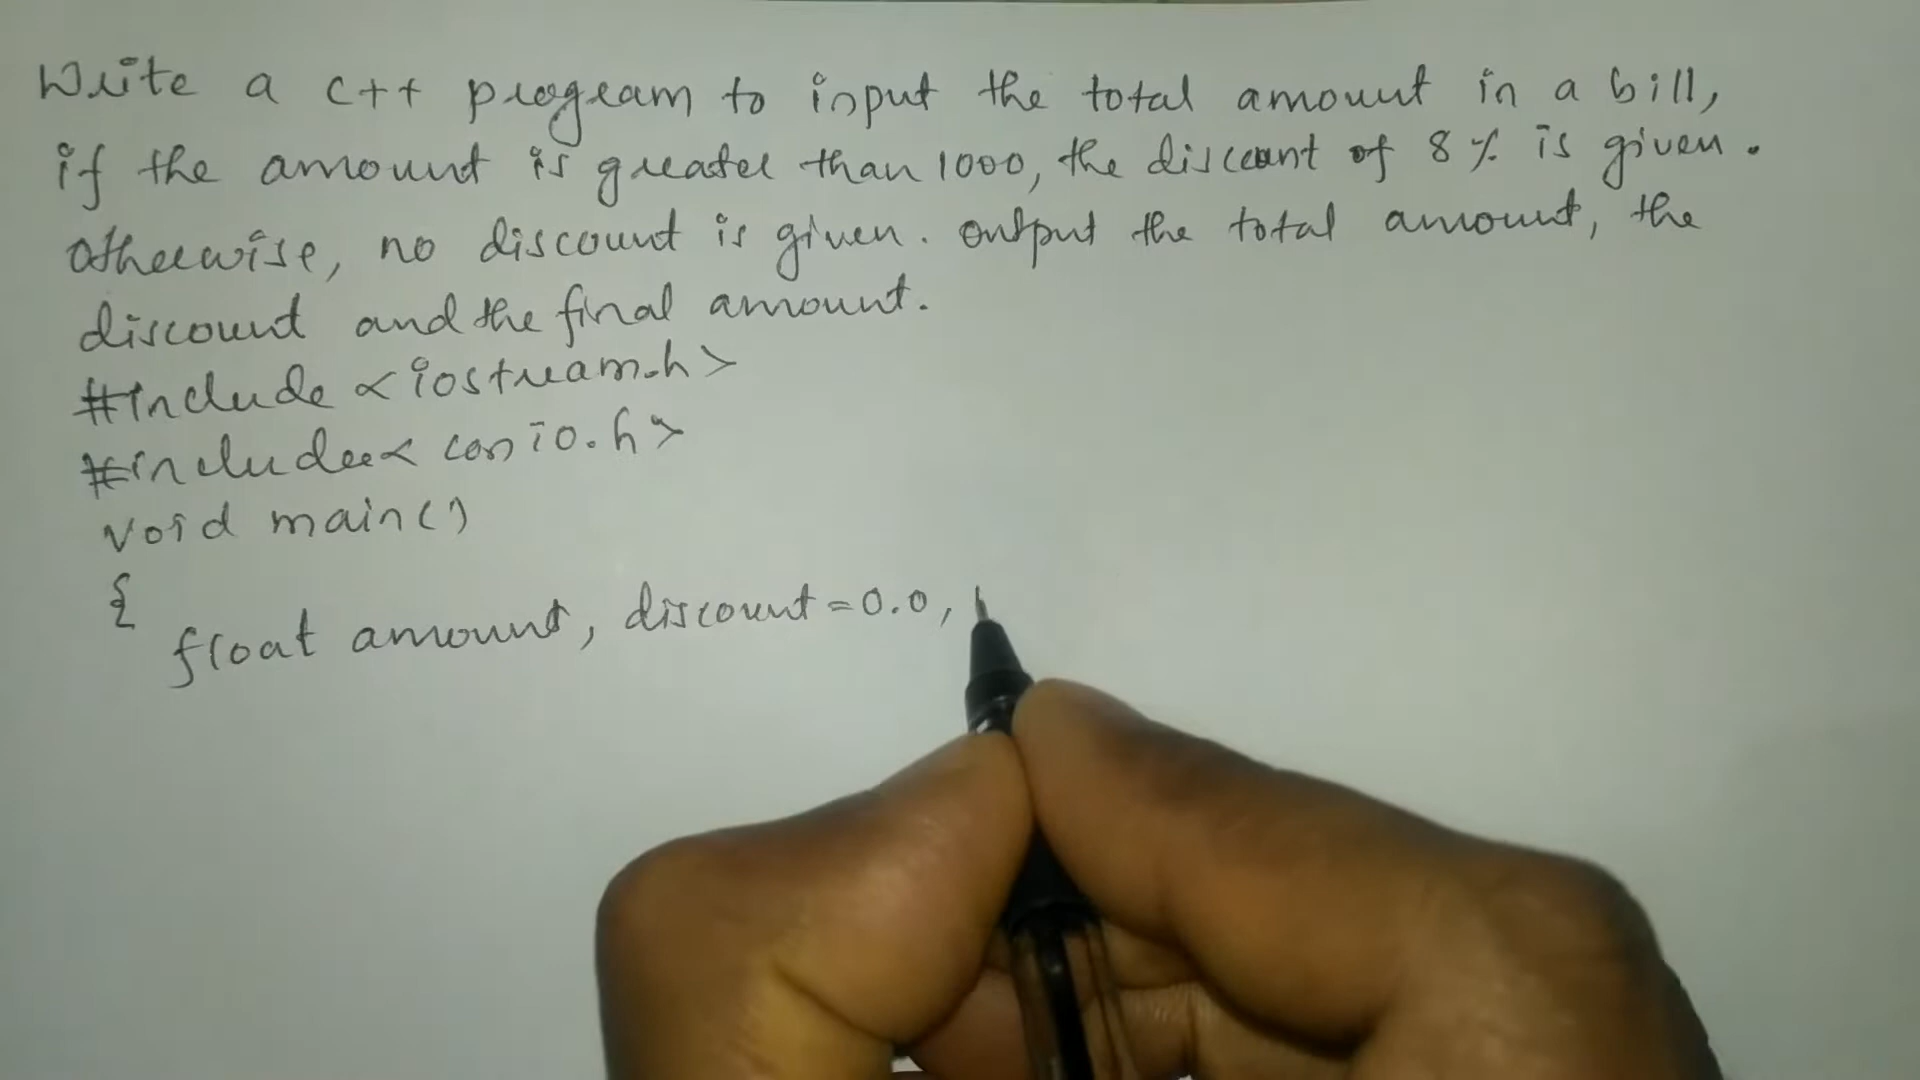 Write a c++ program to input the total amount in a bill,
if the amount is greater than 1000, the discount of 8 % is given.
Otherwise, no discount is given. output the total amount, the
discount and the final amount.
#include <iostream.h>
#include< conio.h>
void main()
{
float amount, discount=0.0,